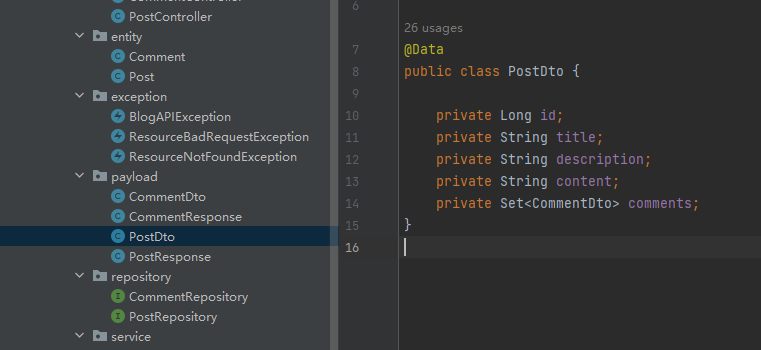 PostController
entity
Comment
Post
exception
BlogAPIException
ResourceBadRequestException
ResourceNotFoundException
payload
CommentDto
CommentResponse
PostDto
PostResponse
repository
CommentRepository
PostRepository
service
6
26 usages
7 @Data
8 public class PostDto {
9
10 private Long id;
11 private String title;
12 private String description;
13 private String content;
14 private Set<CommentDto> comments;
15 }
16